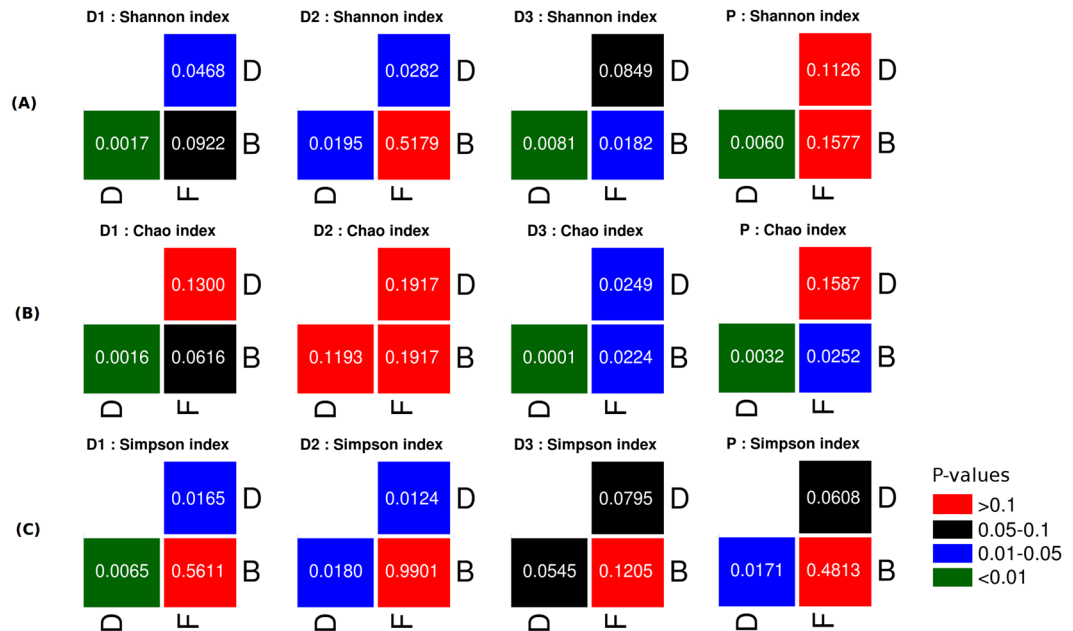 D1 : Shannon index D2 : Shannon index D3 : Shannon index P : Shannon index
0.0468 D 0.0282 D 0.0849 D 0.1126 D
(A)
0.0017 0.0922 B 0.0195 0.5179 B 0.0081 0.0182 B 0.0060 0.1577 B
D F D F D F D F
D1 : Chao index D2 : Chao index D3 : Chao index P : Chao index
0.1300 D 0.1917 D 0.0249 D 0.1587 D
(B)
0.0016 0.0616 B 0.1193 0.1917 B 0.0001 0.0224 B 0.0032 0.0252 B
D F D F D F D F
D1 : Simpson index D2 : Simpson index D3 : Simpson index P : Simpson index
0.0165 D 0.0124 D 0.0795 D 0.0608 D
(C)
0.0065 0.5611 B 0.0180 0.9901 B 0.0545 0.1205 B 0.0171 0.4813 B
D F D F D F D F
P-values
>0.1
0.05-0.1
0.01-0.05
<0.01